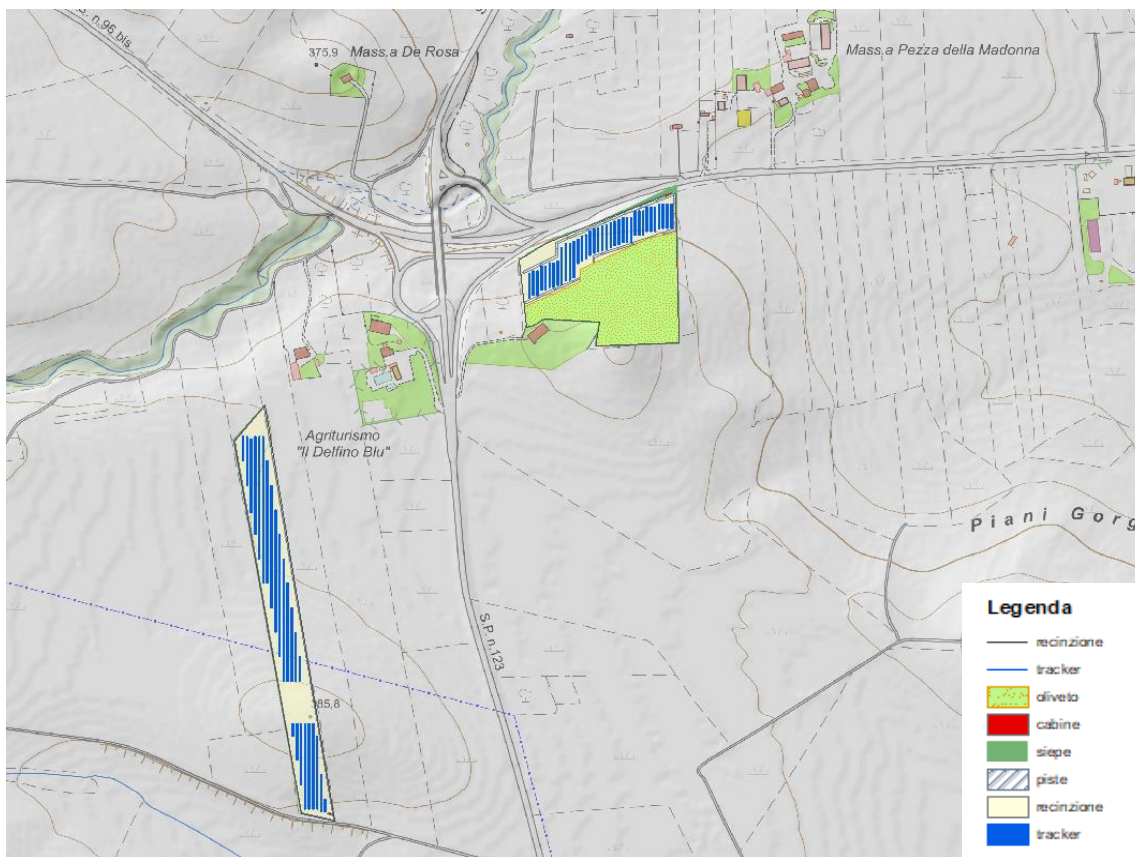 S. n.96 bis
375,9
Mass.a De Rosa
Mass.a Pezza della Madonna
Agriturismo
"Il Delfino Blu"
Piani Gorg
S.P. n.123
385,8
Legenda
recinzione
tracker
oliveto
cabine
siepe
piste
recinzione
tracker